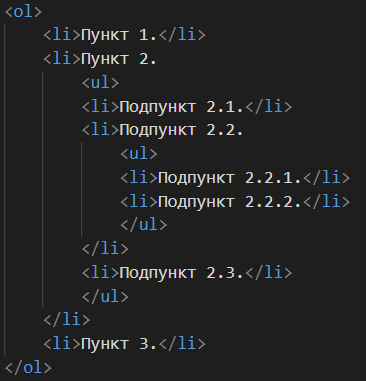 <ol>
    <li>Пункт 1.</li>
    <li>Пункт 2.
        <ul>
        <li>Подпункт 2.1.</li>
        <li>Подпункт 2.2.
            <ul>
            <li>Подпункт 2.2.1.</li>
            <li>Подпункт 2.2.2.</li>
            </ul>
        </li>
        <li>Подпункт 2.3.</li>
        </ul>
    </li>
    <li>Пункт 3.</li>
</ol>